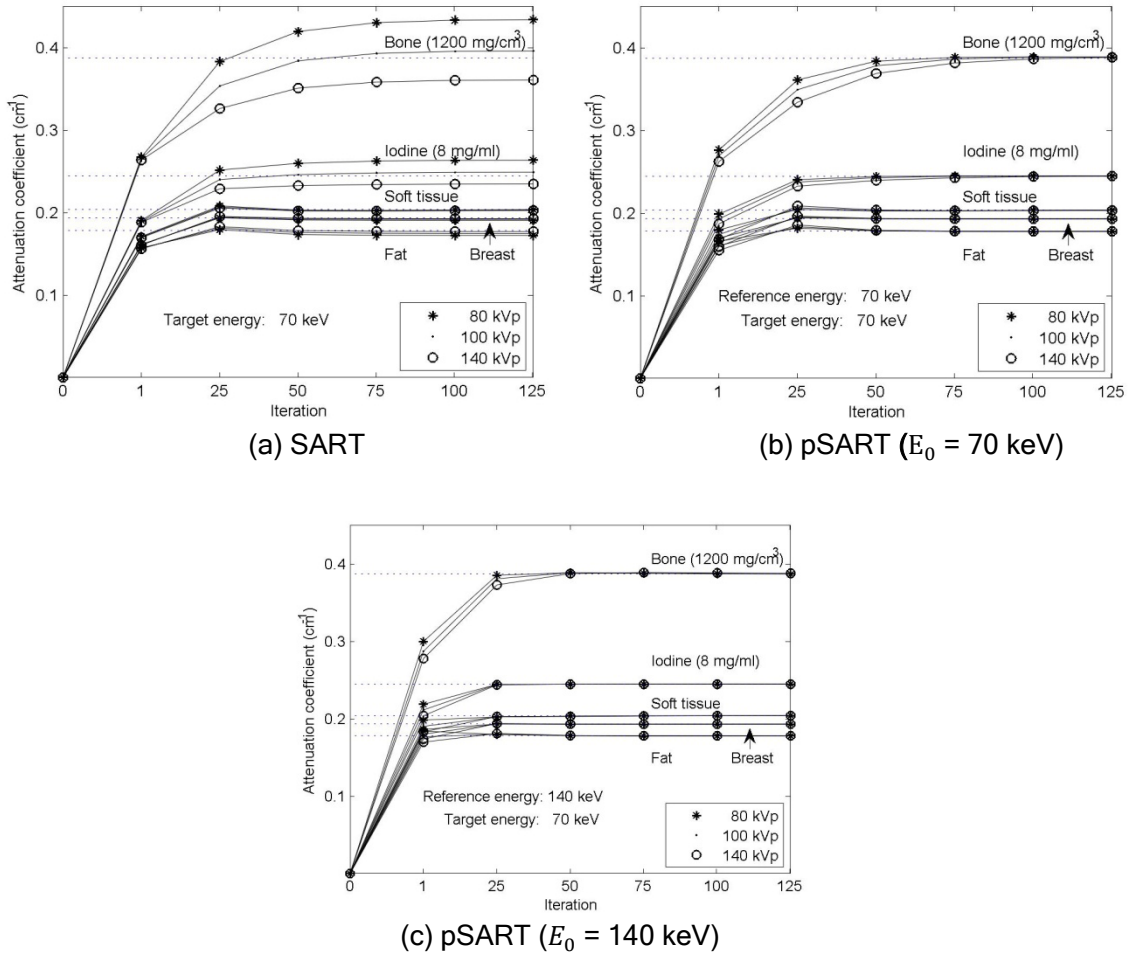 Attenuation coefficient (cm-1)
0.4
0.3
0.2
0.1
Bone (1200 mg/cm3)
Iodine (8 mg/ml)
Soft tissue
Fat
Breast
Target energy: 70 keV
80 kVp
100 kVp
140 kVp
0 1 25 50 75 100 125
Iteration
(a) SART
Attenuation coefficient (cm-1)
0.4
0.3
0.2
0.1
Bone (1200 mg/cm3)
Iodine (8 mg/ml)
Soft tissue
Fat
Breast
Reference energy: 70 keV
Target energy: 70 keV
80 kVp
100 kVp
140 kVp
0 1 25 50 75 100 125
Iteration
(b) pSART (E0 = 70 keV)
Attenuation coefficient (cm-1)
0.4
0.3
0.2
0.1
Bone (1200 mg/cm3)
Iodine (8 mg/ml)
Soft tissue
Fat
Breast
Reference energy: 140 keV
Target energy: 70 keV
80 kVp
100 kVp
140 kVp
0 1 25 50 75 100 125
Iteration
(c) pSART (E0 = 140 keV)